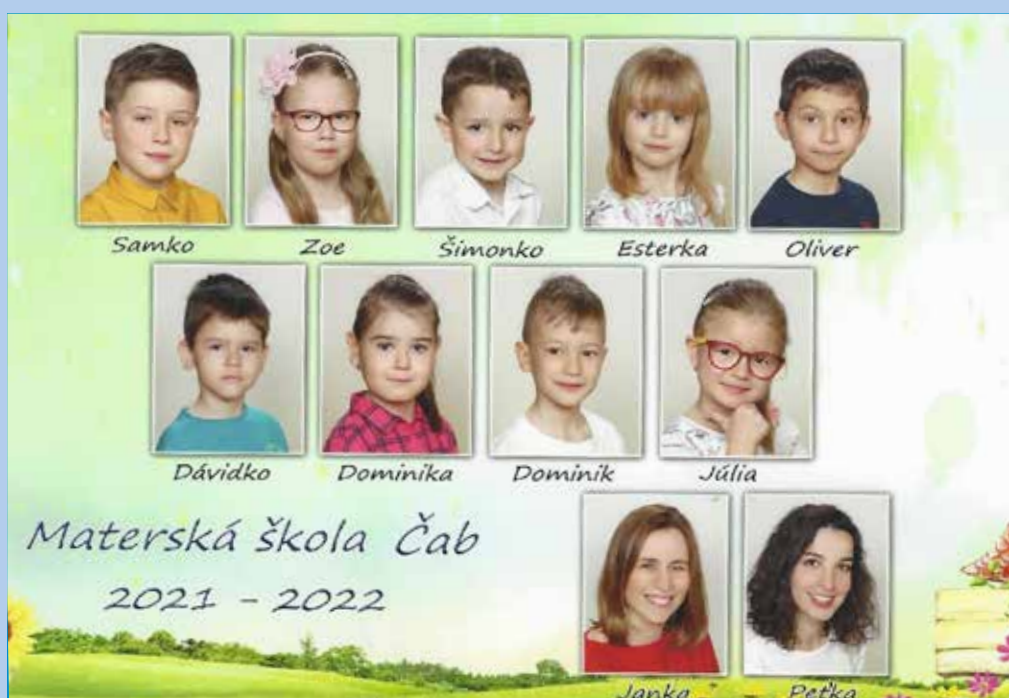 Samko Zoe Šimonko Esterka Oliver
Dávidko Dominika Dominik Júlia
Materská škola Čab
2021 - 2022
Janka Peťka